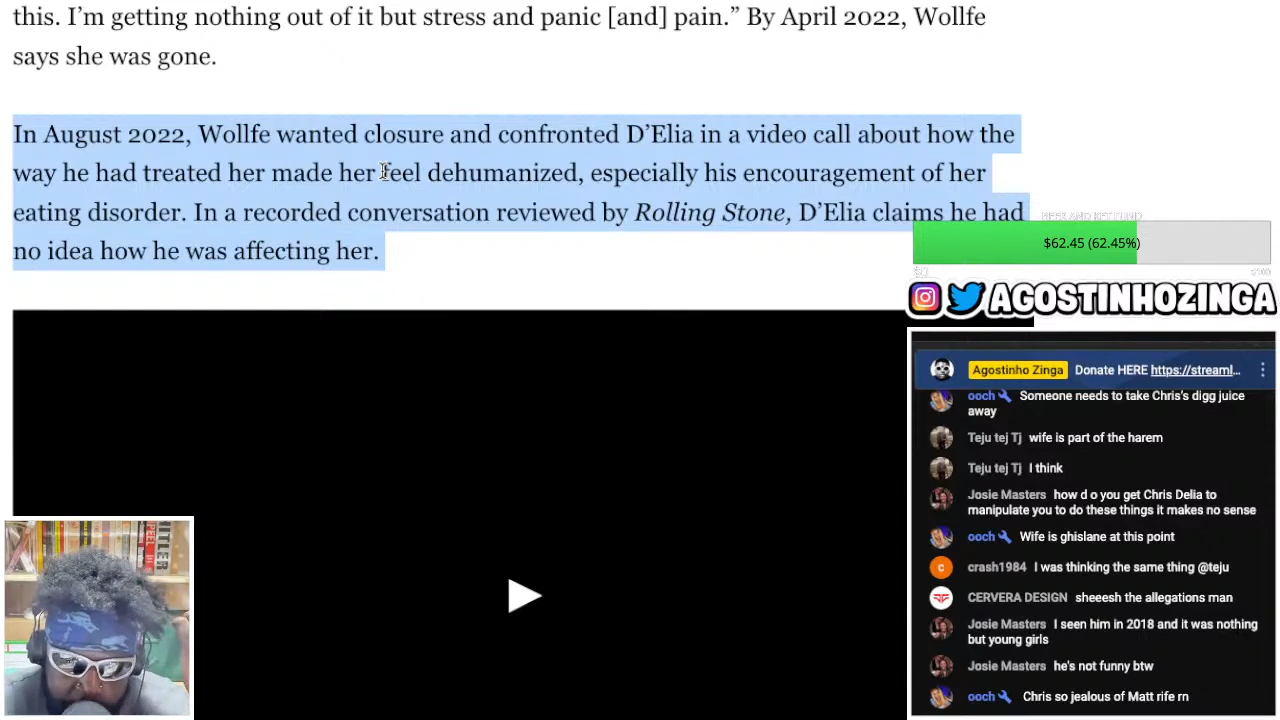 this. I'm getting nothing out of it but stress and panic [and] pain.” By April 2022, Wollfe
says she was gone.
In August 2022, Wollfe wanted closure and confronted D’Elia in a video call about how the
way he had treated her made her feel dehumanized, especially his encouragement of her
eating disorder. In a recorded conversation reviewed by Rolling Stone, D’Elia claims he had
no idea how he was affecting her.
$62.45 (62.45%)
$0
$100
AGOSTINHOZINGA
Agostinho Zinga Donate HERE https://streaml...
ooch Someone needs to take Chris's digg juice
away
Teju tej Tj wife is part of the harem
Teju tej Tj I think
Josie Masters how d o you get Chris Delia to
manipulate you to do these things it makes no sense
ooch Wife is ghislane at this point
C crash1984 I was thinking the same thing @teju
CERVERA DESIGN sheeesh the allegations man
Josie Masters I seen him in 2018 and it was nothing
but young girls
Josie Masters he's not funny btw
ooch Chris so jealous of Matt rife rn
HITLER